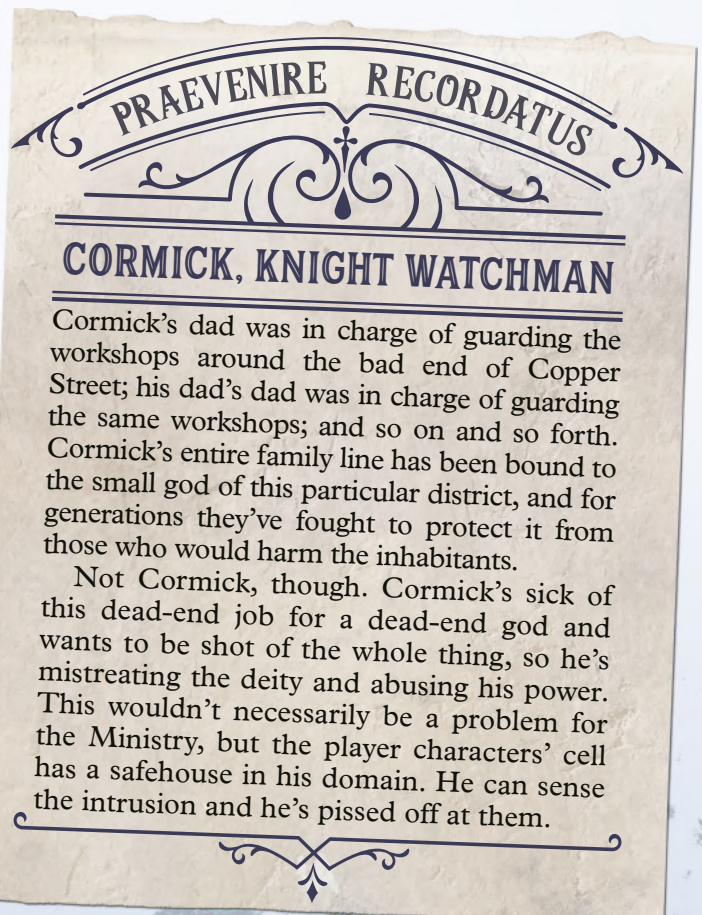 PRAEVENIRE RECORDATUS
CORMICK, KNIGHT WATCHMAN
Cormick's dad was in charge of guarding the
workshops around the bad end of Copper
Street; his dad's dad was in charge of guarding
the same workshops; and so on and so forth.
Cormick's entire family line has been bound to
the small god of this particular district, and for
generations they've fought to protect it from
those who would harm the inhabitants.
Not Cormick, though. Cormick's sick of
this dead-end job for a dead-end god and
wants to be shot of the whole thing, so he's
mistreating the deity and abusing his power.
This wouldn't necessarily be a problem for
the Ministry, but the player characters' cell
has a safehouse in his domain. He can sense
the intrusion and he's pissed off at them.